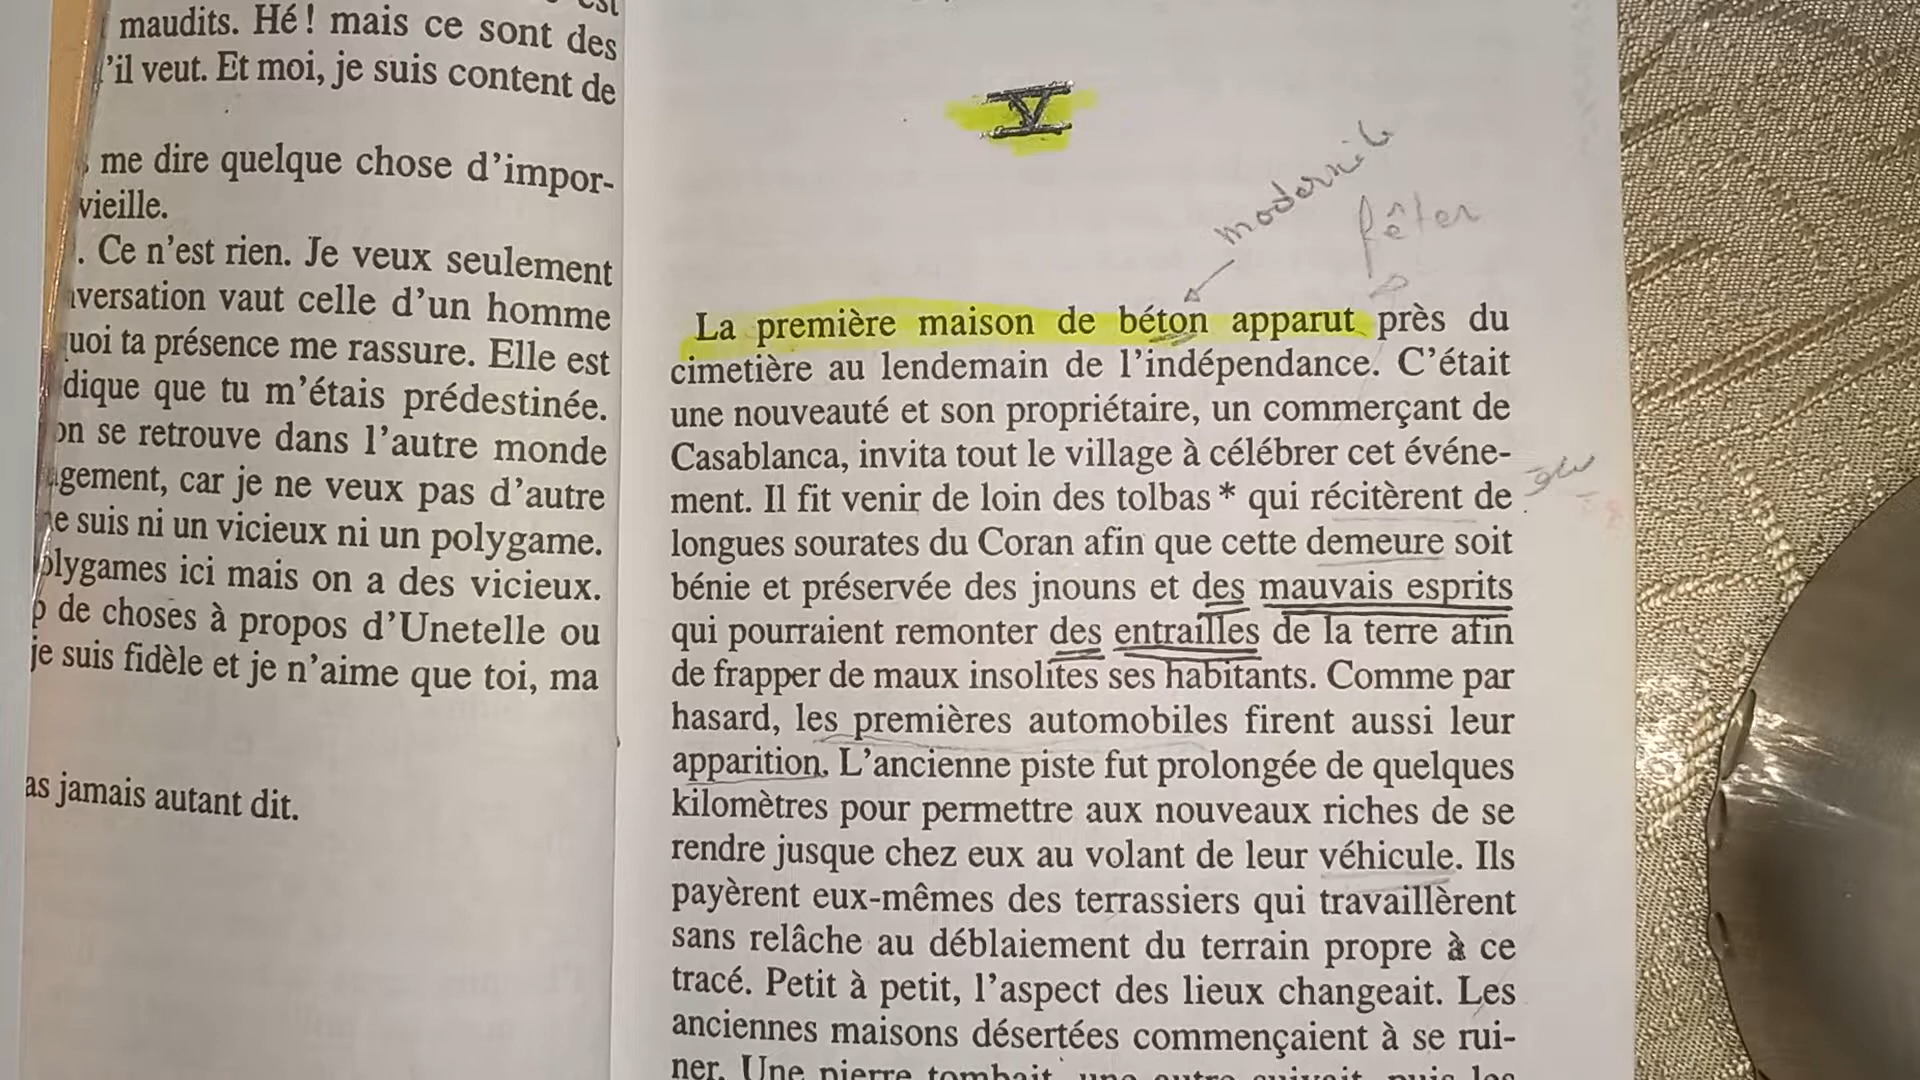 maudits. Hé ! mais ce sont des
'il veut. Et moi, je suis content de
me dire quelque chose d'impor-
vieille.
. Ce n'est rien. Je veux seulement
versation vaut celle d'un homme
uoi ta présence me rassure. Elle est
dique que tu m'étais prédestinée.
on se retrouve dans l'autre monde
gement, car je ne veux pas d'autre
e suis ni un vicieux ni un polygame.
olygames ici mais on a des vicieux.
de choses à propos d'Unetelle ou
je suis fidèle et je n'aime que toi, ma
as jamais autant dit.
V
fêter
La première maison de béton apparut près du
cimetière au lendemain de l'indépendance. C'était
une nouveauté et son propriétaire, un commerçant de
Casablanca, invita tout le village à célébrer cet événe-
ment. Il fit venir de loin des tolbas * qui récitèrent de
longues sourates du Coran afin que cette demeure soit
bénie et préservée des jnouns et des mauvais esprits
qui pourraient remonter des entrailles de la terre afin
de frapper de maux insolites ses habitants. Comme par
hasard, les premières automobiles firent aussi leur
apparition. L'ancienne piste fut prolongée de quelques
kilomètres pour permettre aux nouveaux riches de se
rendre jusque chez eux au volant de leur véhicule. Ils
payèrent eux-mêmes des terrassiers qui travaillèrent
sans relâche au déblaiement du terrain propre à ce
tracé. Petit à petit, l'aspect des lieux changeait. Les
anciennes maisons désertées commençaient à se rui-
ner. Une pierre tombait, une autre suivait, puis les